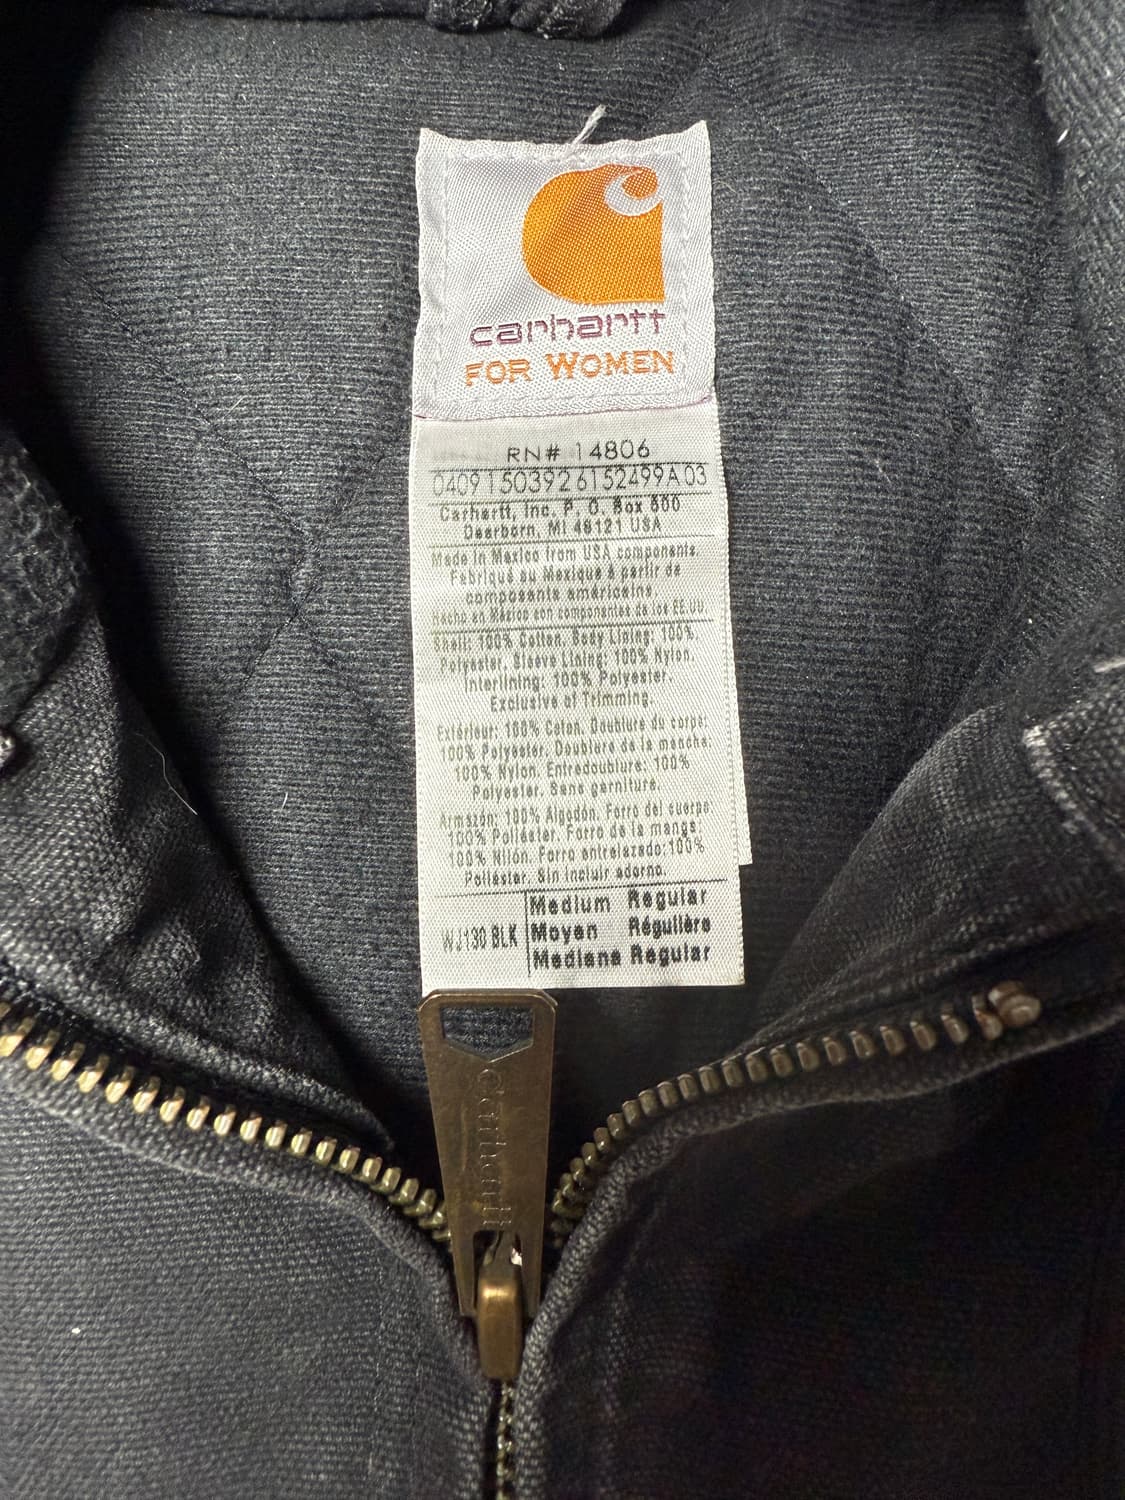 carhartt
FOR WOMEN
RN# 14806
04091503926152499A03
Carhartt, Inc. P. O. Box 600
Dearborn, MI 48121 USA
Made in Mexico from USA components.
Fabriqué au Mexique à partir de
composants américains.
Hecho en México con componentes de los EE.UU.
Shell: 100% Cotton. Body Lining: 100%
Polyester. Sleeve Lining: 100% Nylon.
Interlining: 100% Polyester.
Exclusive of Trimming.
Extérieur: 100% Coton. Doublure du corps:
100% Polyester. Doublure de la manche:
100% Nylon. Entredoublure: 100%
Polyester. Sans garniture.
Armazón: 100% Algodón. Forro del cuerpo:
100% Poliéster. Forro de la manga:
100% Nilón. Forro entrelazado:100%
Poliéster. Sin incluir adorno.
WJ130 BLK
Medium Regular
Moyen Régulière
Mediana Regular
Carhartt